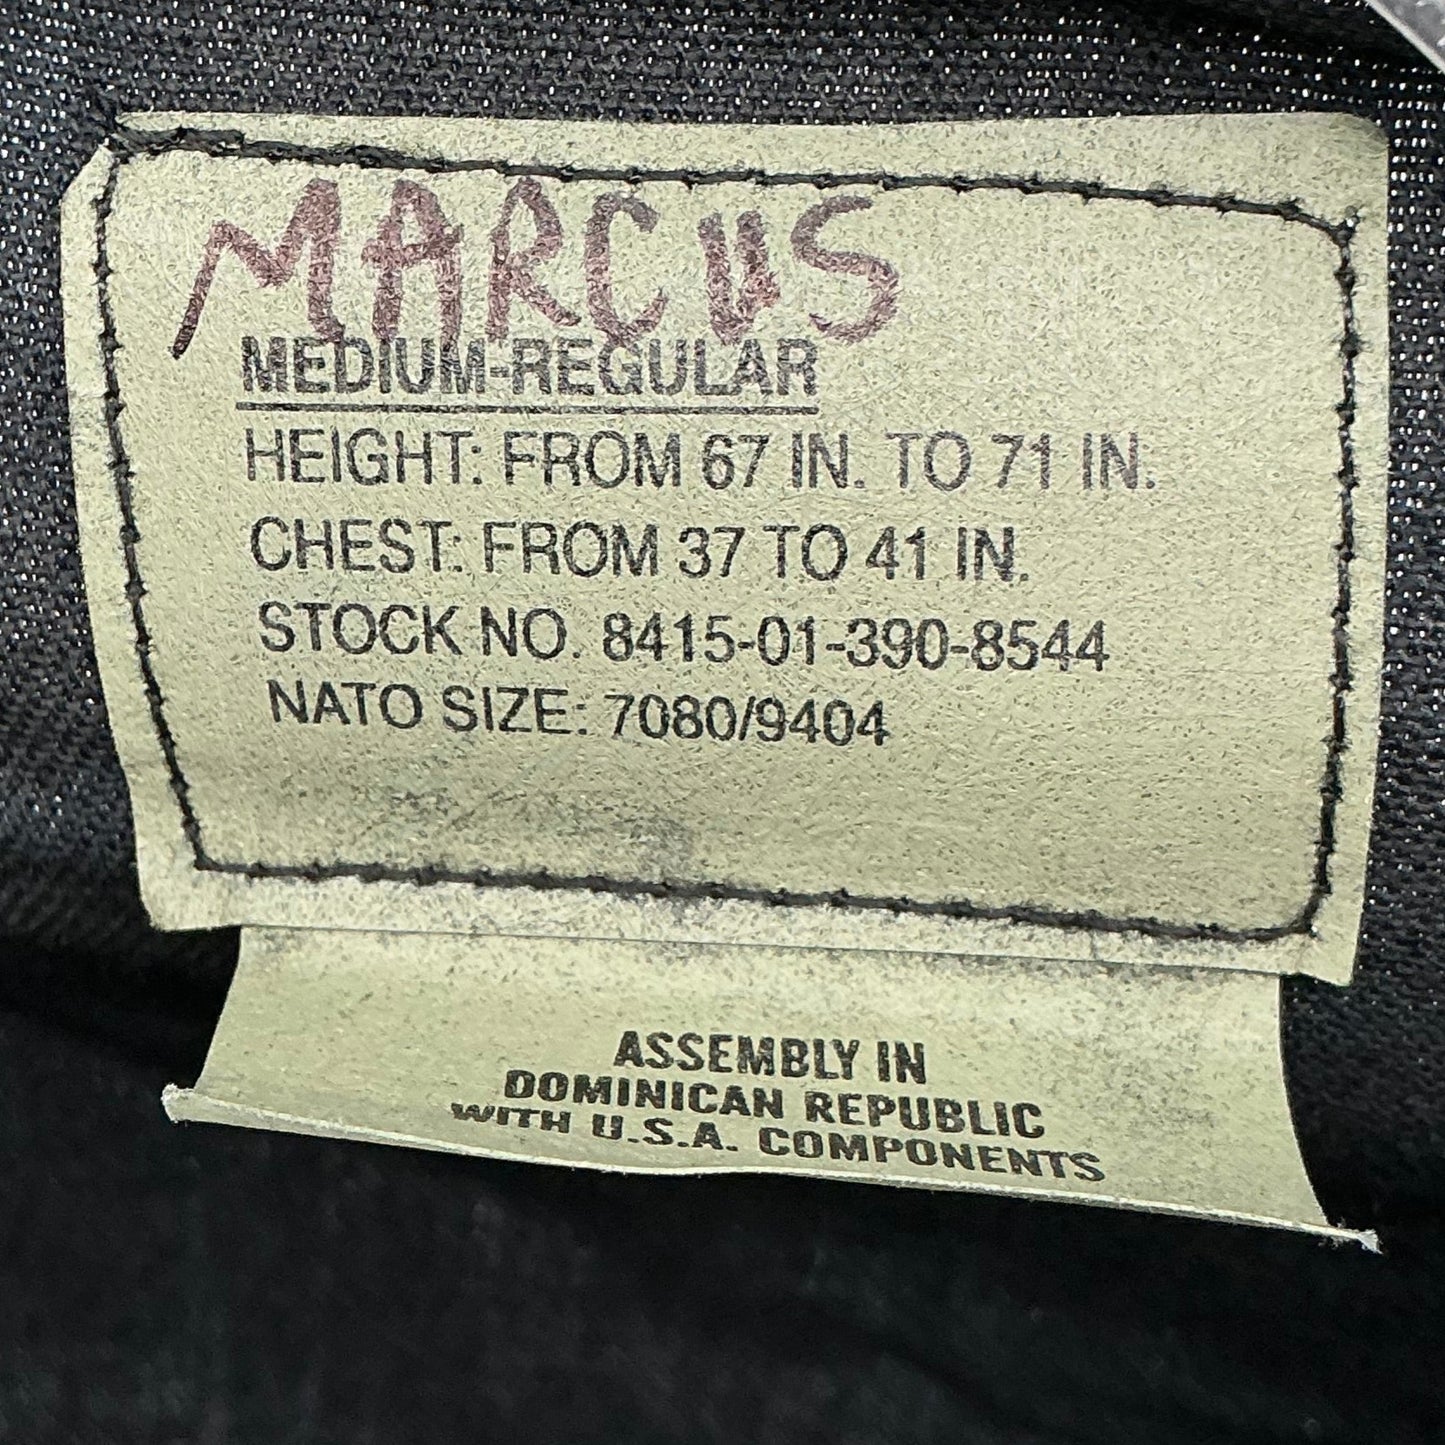 MARCUS
MEDIUM-REGULAR
HEIGHT: FROM 67 IN. TO 71 IN.
CHEST: FROM 37 TO 41 IN.
STOCK NO. 8415-01-390-8544
NATO SIZE: 7080/9404
ASSEMBLY IN
DOMINICAN REPUBLIC
WITH U.S.A. COMPONENTS